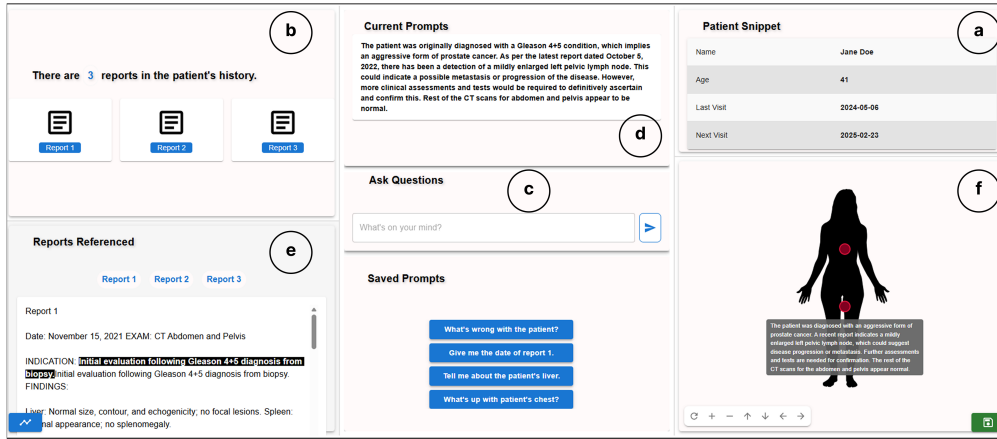 b
There are 3 reports in the patient's history.
Report 1
Report 2
Report 3
Reports Referenced
e
Report 1 Report 2 Report 3
Report 1
Date: November 15, 2021 EXAM: CT Abdomen and Pelvis
INDICATION: Initial evaluation following Gleason 4+5 diagnosis from
biopsy.Initial evaluation following Gleason 4+5 diagnosis from biopsy.
FINDINGS:
Liver: Normal size, contour, and echogenicity; no focal lesions. Spleen:
appearance; no splenomegaly.
Current Prompts
The patient was originally diagnosed with a Gleason 4+5 condition, which implies
an aggressive form of prostate cancer. As per the latest report dated October 5,
2022, there has been a detection of a mildly enlarged left pelvic lymph node. This
could indicate a possible metastasis or progression of the disease. However,
more clinical assessments and tests would be required to definitively ascertain
and confirm this. Rest of the CT scans for abdomen and pelvis appear to be
normal.
d
Ask Questions
c
What's on your mind?
Saved Prompts
What's wrong with the patient?
Give me the date of report 1.
Tell me about the patient's liver.
What's up with patient's chest?
Patient Snippet
a
Name Jane Doe
Age 41
Last Visit 2024-05-06
Next Visit 2025-02-23
f
The patient was diagnosed with an aggressive form of
prostate cancer. A recent report indicates a mildly
enlarged left pelvic lymph node, which could suggest
disease progression or metastasis. Further assessments
and tests are needed for confirmation. The rest of the
CT scans for the abdomen and pelvis appear normal